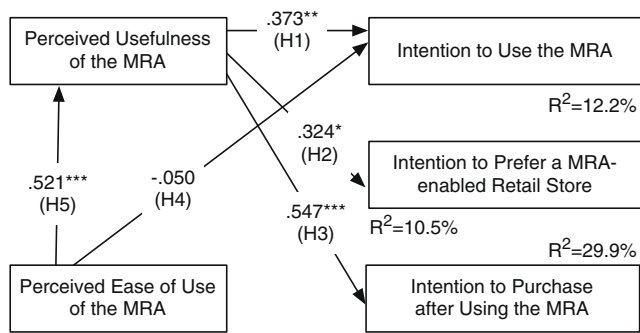 Perceived Usefulness
of the MRA
.373**
(H1)
Intention to Use the MRA
R²=12.2%
.324*
(H2)
Intention to Prefer a MRA-
enabled Retail Store
R²=10.5%
.521***
(H5)
-.050
(H4)
.547***
(H3)
R²=29.9%
Perceived Ease of Use
of the MRA
Intention to Purchase
after Using the MRA